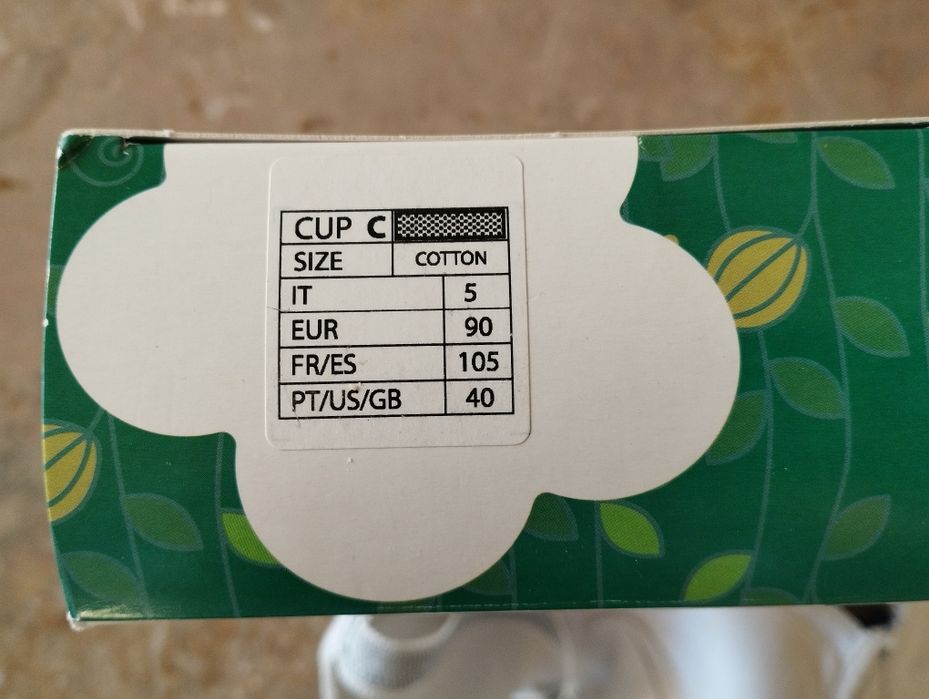 CUP C
SIZE COTTON
IT 5
EUR 90
FR/ES 105
PT/US/GB 40